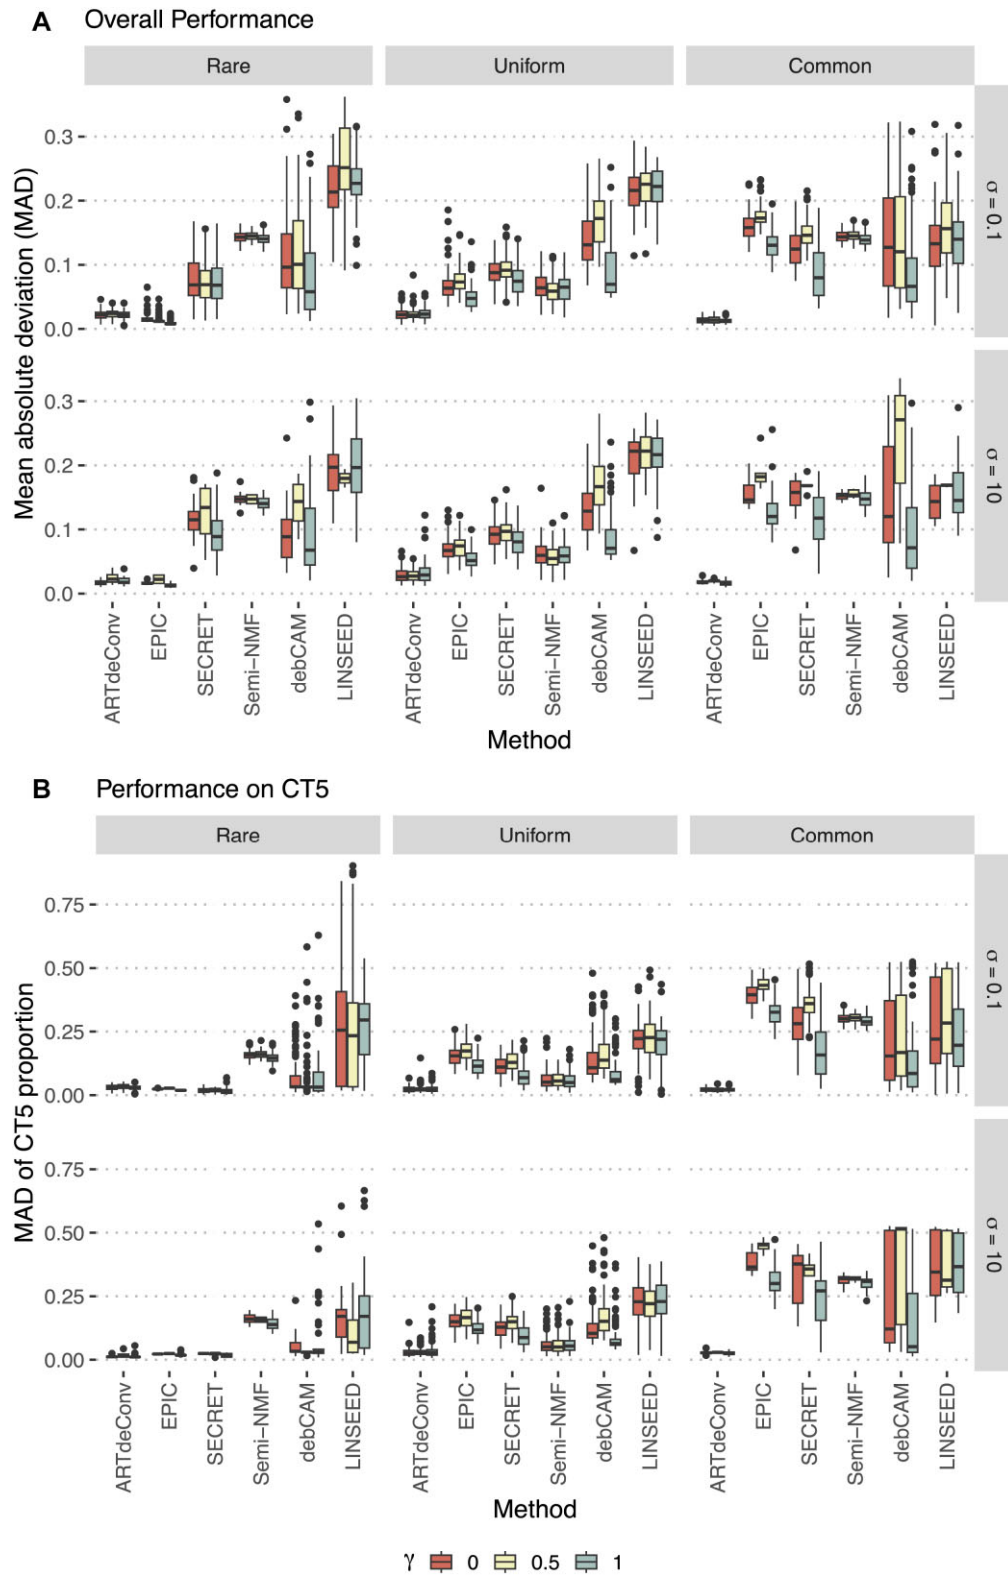 A Overall Performance
Rare Uniform Common
Mean absolute deviation (MAD)
0.3
0.2
0.1
0.0
σ = 0.1
0.3
0.2
0.1
0.0
σ = 10
ARTdeConv EPIC SECRET Semi−NMF debCAM LINSEED ARTdeConv EPIC SECRET Semi−NMF debCAM LINSEED ARTdeConv EPIC SECRET Semi−NMF debCAM LINSEED
Method
B Performance on CT5
Rare Uniform Common
MAD of CT5 proportion
0.75
0.50
0.25
0.00
σ = 0.1
0.75
0.50
0.25
0.00
σ = 10
ARTdeConv EPIC SECRET Semi−NMF debCAM LINSEED ARTdeConv EPIC SECRET Semi−NMF debCAM LINSEED ARTdeConv EPIC SECRET Semi−NMF debCAM LINSEED
Method
γ 0 0.5 1